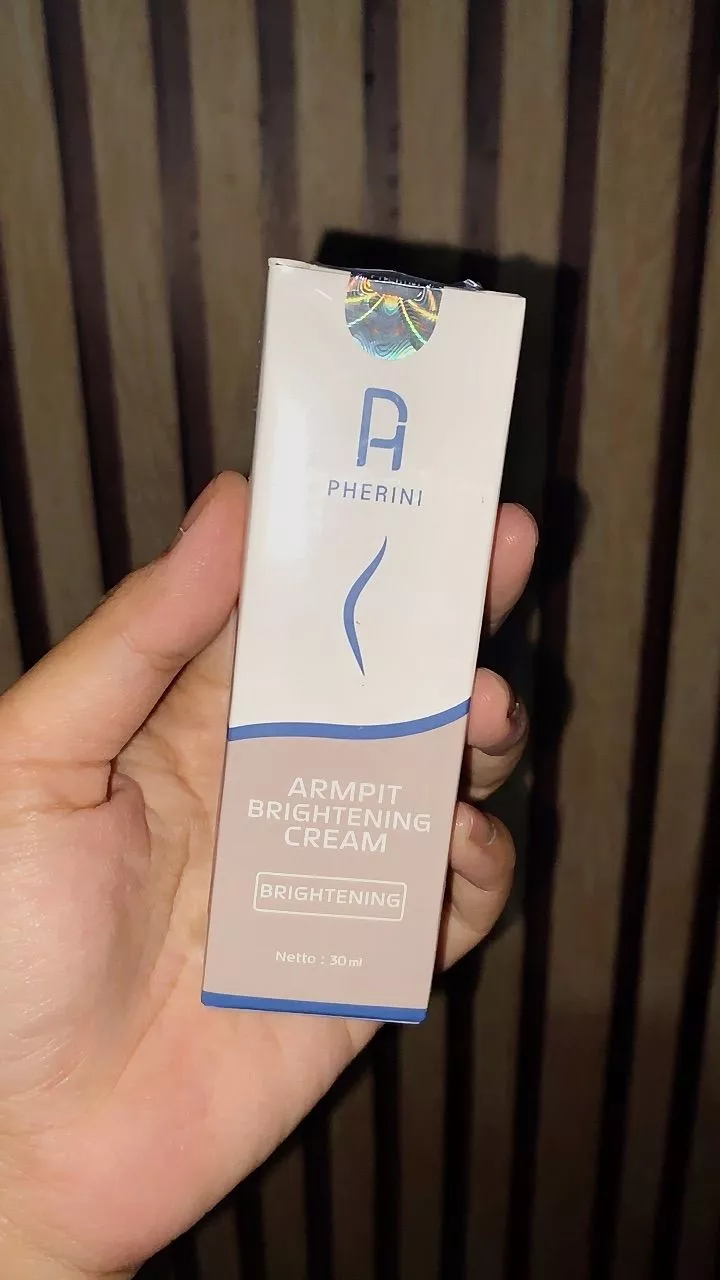 PHERINI
ARMPIT
BRIGHTENING
CREAM
BRIGHTENING
Netto : 30 ml